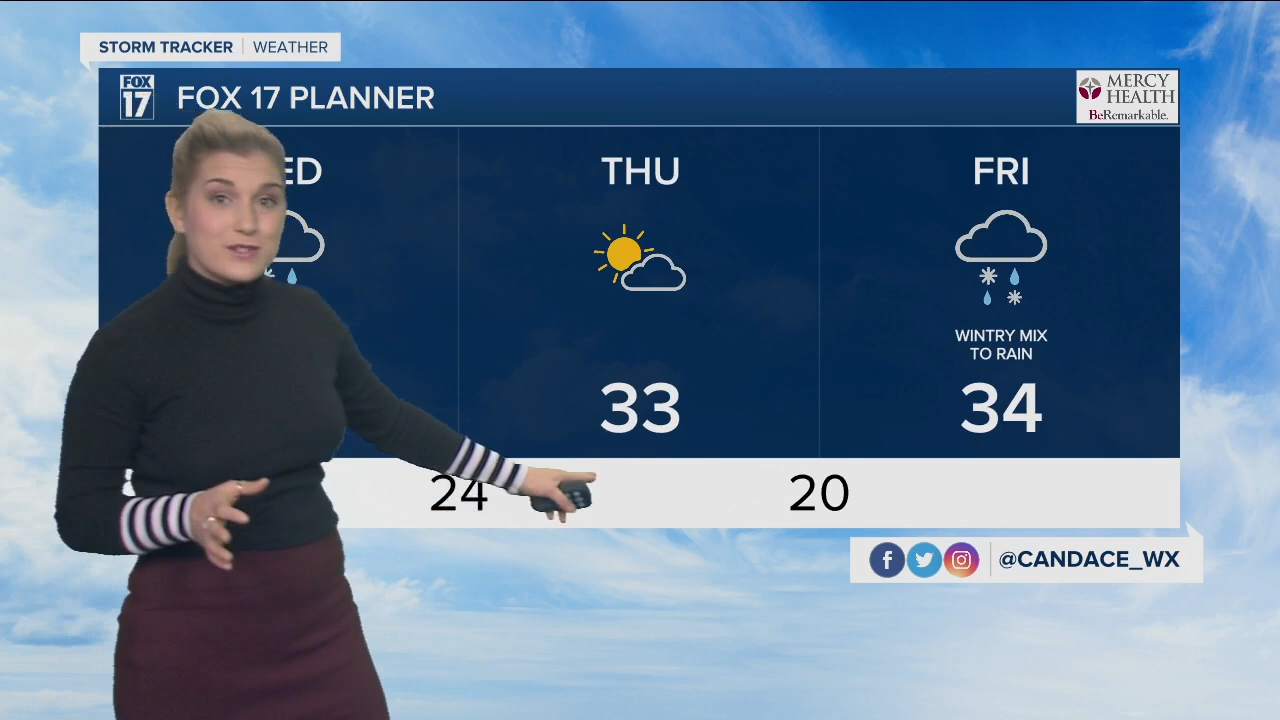 STORM TRACKER | WEATHER
FOX
17
FOX 17 PLANNER
MERCY
HEALTH
BeRemarkable.
ED
THU
FRI
WINTRY MIX
TO RAIN
33
34
24
20
f
@CANDACE_WX